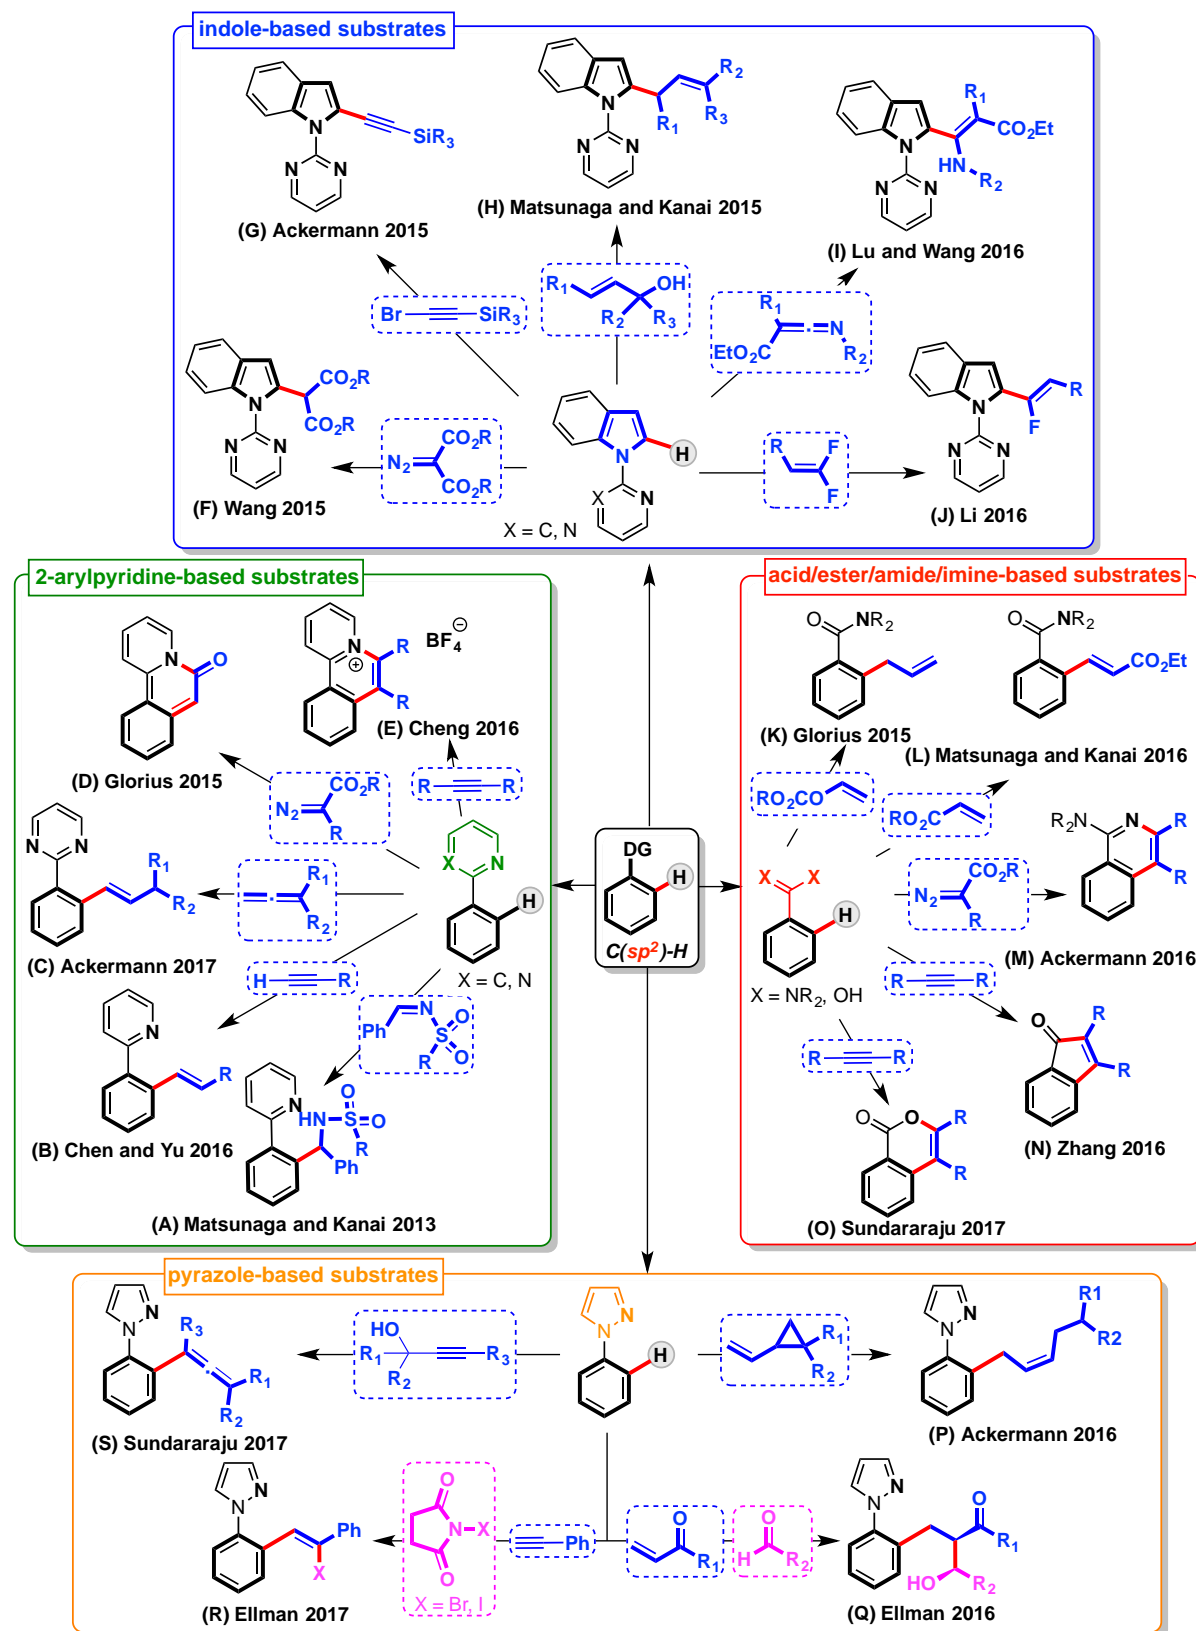 indole-based substrates
SiR3
N
N N
(G) Ackermann 2015
R2
R3
R1
N
N N
(H) Matsunaga and Kanai 2015
R1
CO2Et
HN
R2
N
N N
(I) Lu and Wang 2016
Br SiR3
R1 OH
R2 R3
R1
N
EtO2C R2
CO2R
CO2R
N
N N
(F) Wang 2015
N2
CO2R
CO2R
N
H
X N
X = C, N
R F
F
R
F
N
N N
(J) Li 2016
2-arylpyridine-based substrates
N
O
(D) Glorius 2015
N
⊕
R
R
BF4 ⊖
(E) Cheng 2016
N2
CO2R
R
R R
N N
R1
R2
(C) Ackermann 2017
R1
R2
X N
H
X = C, N
H R
N
R
(B) Chen and Yu 2016
Ph N
S O
R O
N
HN S O
O
R
Ph
(A) Matsunaga and Kanai 2013
DG
H
C(sp2)-H
acid/ester/amide/imine-based substrates
O NR2
(K) Glorius 2015
O NR2
CO2Et
(L) Matsunaga and Kanai 2016
ROCO2
RO2C
X X
H
X = NR2, OH
N2
CO2R
R
R2N N R
R
(M) Ackermann 2016
R R
O R
R
(N) Zhang 2016
R R
O O R
R
(O) Sundararaju 2017
pyrazole-based substrates
N
N
R3
R1
R2
(S) Sundararaju 2017
HO
R1 R3
R2
N
N
H
R1
R2
N
N
R1
R2
(P) Ackermann 2016
N
N
Ph
X
(R) Ellman 2017
O
N X
O
X = Br, I
Ph
O
R1
O
H R2
N
N
O
R1
HO R2
(Q) Ellman 2016